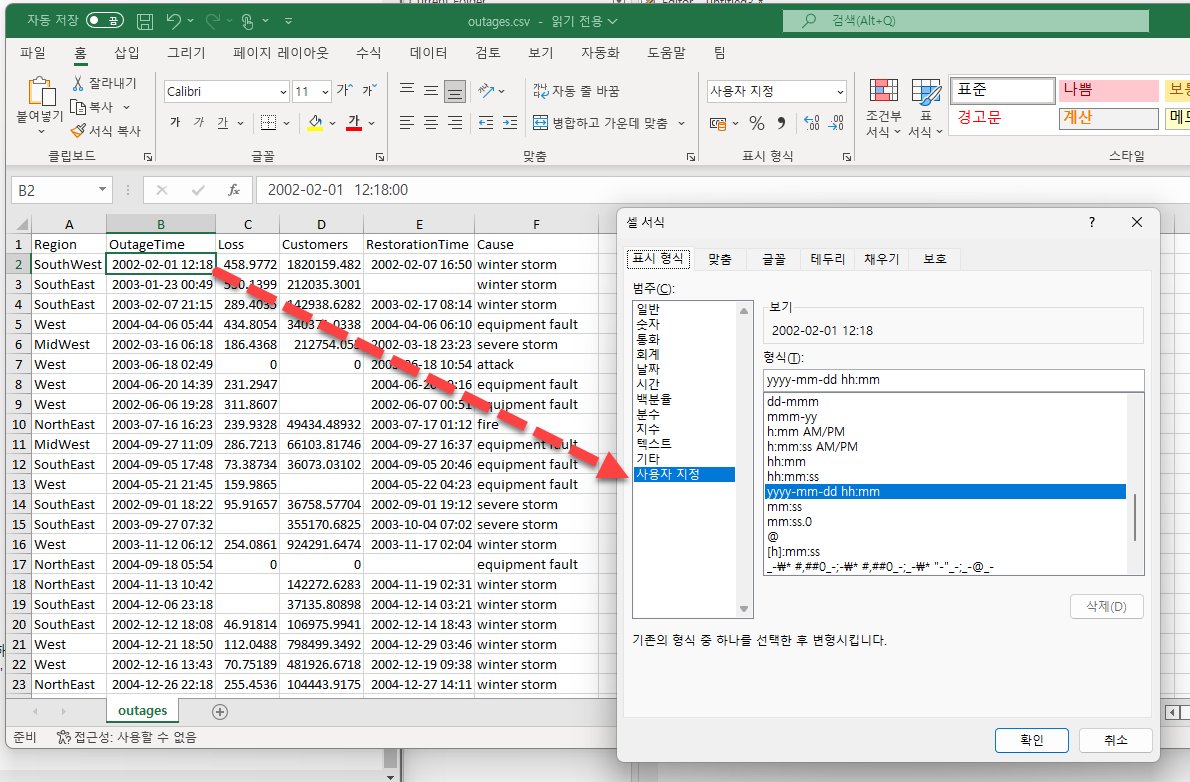 자동 저장 끔 outages.csv - 읽기 전용 검색(Alt+Q)
파일 홈 삽입 그리기 페이지 레이아웃 수식 데이터 검토 보기 자동화 도움말 팀
붙여넣기
잘라내기
복사
서식 복사
클립보드
Calibri 11 가 가
가 가 가 가
글꼴
가나다 자동 줄 바꿈
병합하고 가운데 맞춤
맞춤
사용자 지정
% 9
표시 형식
조건부 서식
표 서식
표준 나쁨 보통
경고문 계산 메모
스타일
B2 fx 2002-02-01 12:18:00
A B C D E F
1 Region OutageTime Loss Customers RestorationTime Cause
2 SouthWest 2002-02-01 12:18 458.9772 1820159.482 2002-02-07 16:50 winter storm
3 SouthEast 2003-01-23 00:49 212035.3001 winter storm
4 SouthEast 2003-02-07 21:15 289.4035 142938.6282 2003-02-17 08:14 winter storm
5 West 2004-04-06 05:44 434.8054 2004-04-06 06:10 equipment fault
6 MidWest 2002-03-16 06:18 186.4368 2002-03-18 23:23 severe storm
7 West 2003-06-18 02:49 0 0 2003-06-18 10:54 attack
8 West 2004-06-20 14:39 231.2947 equipment fault
9 West 2002-06-06 19:28 311.8607 2002-06-07 00:51 equipment fault
10 NorthEast 2003-07-16 16:23 239.9328 49434.48932 2003-07-17 01:12 fire
11 MidWest 2004-09-27 11:09 286.7213 66103.81746 2004-09-27 16:37 equipment fault
12 SouthEast 2004-09-05 17:48 73.38734 36073.03102 2004-09-05 20:46 equipment fault
13 West 2004-05-21 21:45 159.9865 2004-05-22 04:23 equipment fault
14 SouthEast 2002-09-01 18:22 95.91657 36758.57704 2002-09-01 19:12 severe storm
15 SouthEast 2003-09-27 07:32 355170.6825 2003-10-04 07:02 severe storm
16 West 2003-11-12 06:12 254.0861 924291.6474 2003-11-17 02:04 winter storm
17 NorthEast 2004-09-18 05:54 0 0 equipment fault
18 NorthEast 2004-11-13 10:42 142272.6283 2004-11-19 02:31 winter storm
19 SouthEast 2004-12-06 23:18 37135.80898 2004-12-14 03:21 winter storm
20 SouthEast 2002-12-12 18:08 46.91814 106975.9941 2002-12-14 18:43 winter storm
21 West 2004-12-21 18:50 112.0488 798499.3492 2004-12-29 03:46 winter storm
22 West 2002-12-16 13:43 70.75189 481926.6718 2002-12-19 09:38 winter storm
23 NorthEast 2004-12-26 22:18 255.4536 104443.9175 2004-12-27 14:11 winter storm
outages
준비 접근성: 사용할 수 없음
셀 서식 ?
표시 형식 맞춤 글꼴 테두리 채우기 보호
범주(C):
일반
숫자
통화
회계
날짜
시간
백분율
분수
지수
텍스트
기타
사용자 지정
보기
2002-02-01 12:18
형식(T):
yyyy-mm-dd hh:mm
dd-mmm
mmm-yy
h:mm AM/PM
h:mm:ss AM/PM
hh:mm
hh:mm:ss
yyyy-mm-dd hh:mm
mm:ss
mm:ss.0
@
[h]:mm:ss
_-₩* #,##0_-;-₩* #,##0_-;_-₩* "-"_-;_-@_-
삭제(D)
기존의 형식 중 하나를 선택한 후 변형시킵니다.
확인 취소